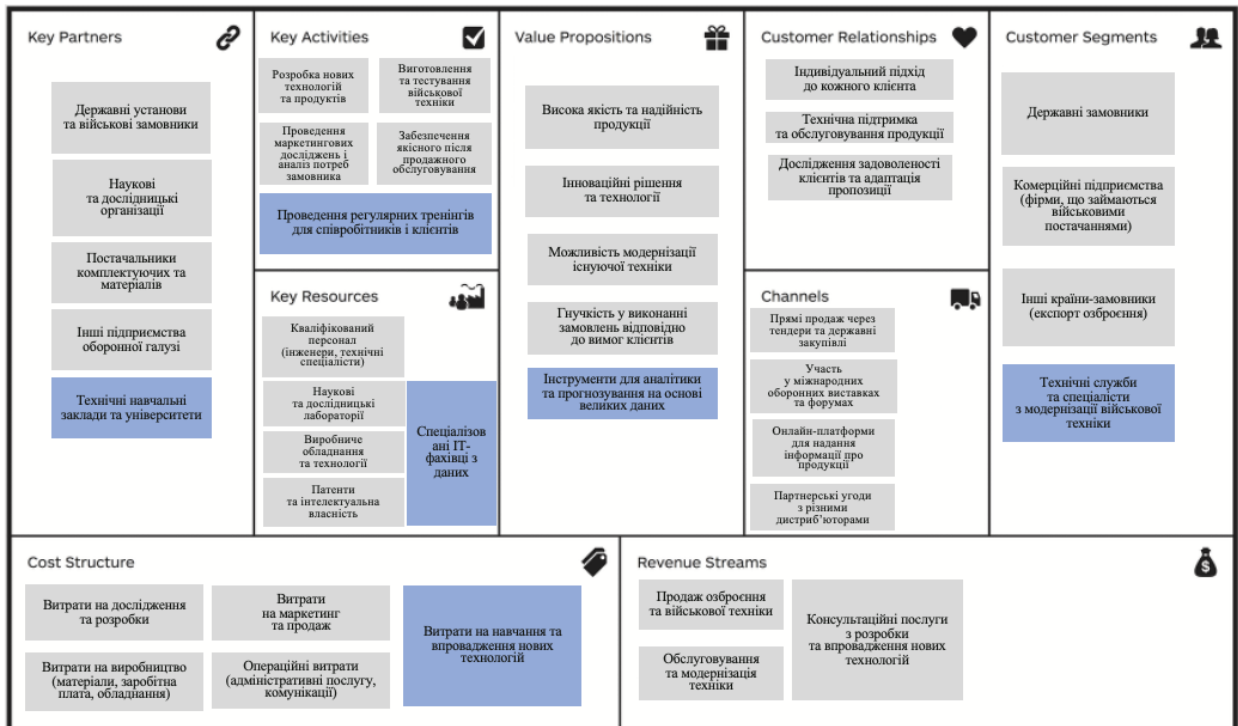 Key Partners
Державні установи
та військові замовники
Наукові
та дослідницькі
організації
Постачальники
комплектуючих та
матеріалів
Інші підприємства
оборонної галузі
Технічні навчальні
заклади та університети
Key Activities
Розробка нових
технологій
та продуктів
Виготовлення
та тестування
військової
техніки
Проведення
маркетингових
досліджень і
аналіз потреб
замовника
Забезпечення
якісного після
продажного
обслуговування
Проведення регулярних тренінгів
для співробітників і клієнтів
Key Resources
Кваліфікований
персонал
(інженери, технічні
спеціалісти)
Наукові
та дослідницькі
лабораторії
Виробниче
обладнання
та технології
Патенти
та інтелектуальна
власність
Спеціалізов
ані ІТ-
фахівці з
даних
Value Propositions
Висока якість та надійність
продукції
Інноваційні рішення
та технології
Можливість модернізації
існуючої техніки
Гнучкість у виконанні
замовлень відповідно
до вимог клієнтів
Інструменти для аналітики
та прогнозування на основі
великих даних
Customer Relationships
Індивідуальний підхід
до кожного клієнта
Технічна підтримка
та обслуговування продукції
Дослідження задоволеності
клієнтів та адаптація
пропозиції
Channels
Прямі продаж через
тендери та державні
закупівлі
Участь
у міжнародних
оборонних виставках
та форумах
Онлайн-платформи
для надання
інформації про
продукції
Партнерські угоди
з різними
дистриб’юторами
Customer Segments
Державні замовники
Комерційні підприємства
(фірми, що займаються
військовими
постачаннями)
Інші країни-замовники
(експорт озброєння)
Технічні служби
та спеціалісти
з модернізації військової
техніки
Cost Structure
Витрати на дослідження
та розробки
Витрати
на маркетинг
та продаж
Витрати на виробництво
(матеріали, заробітна
плата, обладнання)
Операційні витрати
(адміністративні послугу,
комунікації)
Витрати на навчання та
впровадження нових
технологій
Revenue Streams
Продаж озброєння
та військової техніки
Обслуговування
та модернізація
техніки
Консультаційні послуги
з розробки
та впровадження нових
технологій
$